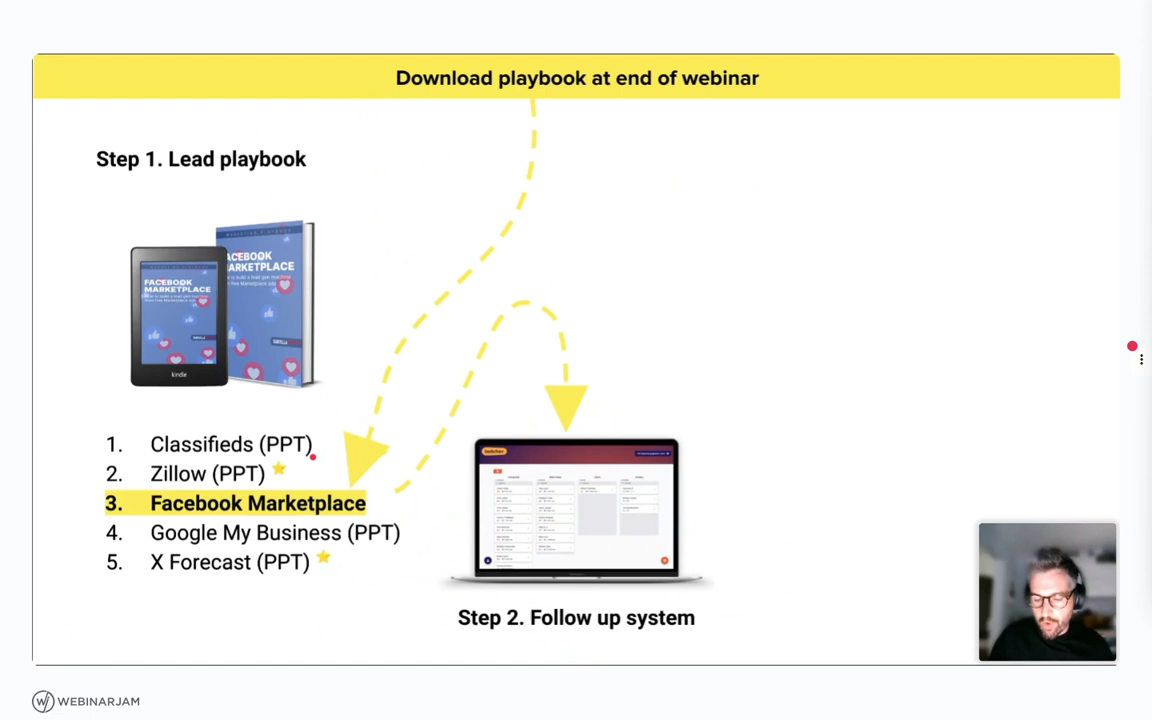 Download playbook at end of webinar
Step 1. Lead playbook
FACEBOOK
MARKETPLACE
FACEBOOK
MARKETPLACE
kindle
1. Classifieds (PPT)
2. Zillow (PPT)
3. Facebook Marketplace
4. Google My Business (PPT)
5. X Forecast (PPT)
Step 2. Follow up system
WEBINARJAM